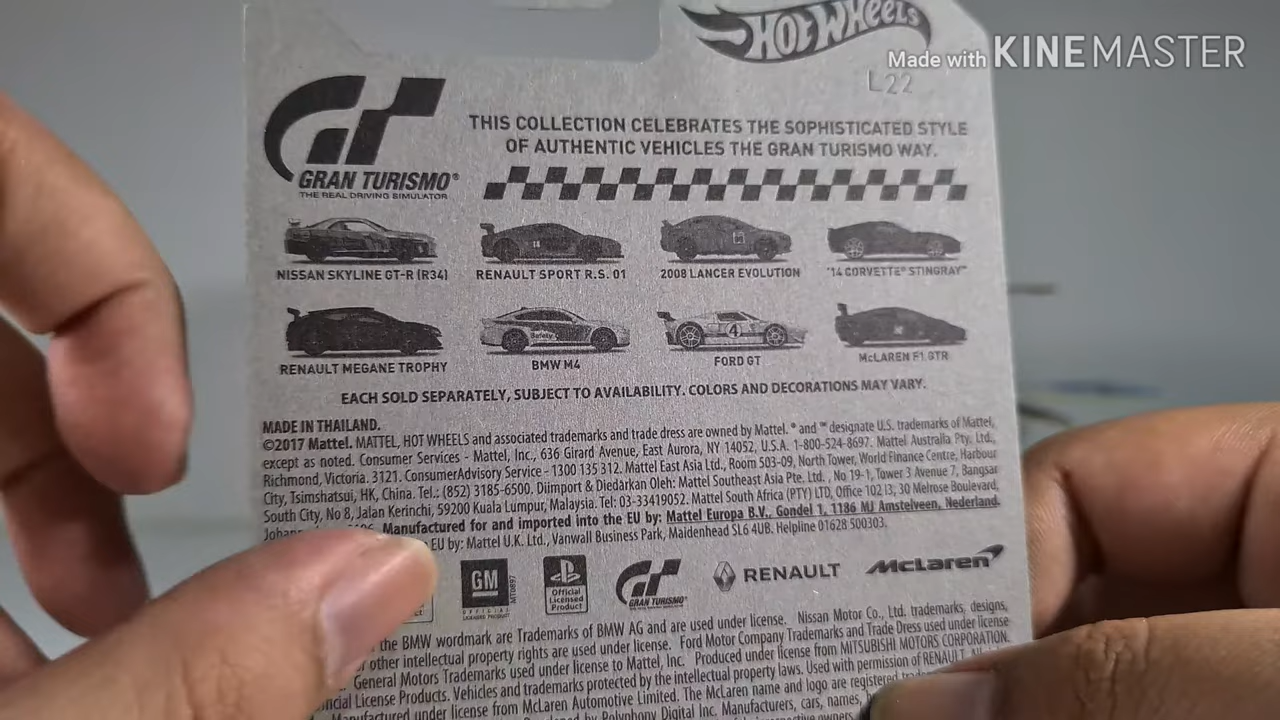 HOT WHEELS
Made with KINEMASTER
L22
GT
GRAN TURISMO®
THE REAL DRIVING SIMULATOR
THIS COLLECTION CELEBRATES THE SOPHISTICATED STYLE
OF AUTHENTIC VEHICLES THE GRAN TURISMO WAY.
NISSAN SKYLINE GT-R (R34)
RENAULT SPORT R.S. 01
2008 LANCER EVOLUTION
'14 CORVETTE® STINGRAY™
4
RENAULT MEGANE TROPHY
BMW M4
FORD GT
McLAREN F1 GTR
EACH SOLD SEPARATELY, SUBJECT TO AVAILABILITY. COLORS AND DECORATIONS MAY VARY.
MADE IN THAILAND.
©2017 Mattel. MATTEL, HOT WHEELS and associated trademarks and trade dress are owned by Mattel. ® and ™ designate U.S. trademarks of Mattel,
except as noted. Consumer Services - Mattel, Inc., 636 Girard Avenue, East Aurora, NY 14052, U.S.A. 1-800-524-8697. Mattel Australia Pty. Ltd.,
Richmond, Victoria. 3121. ConsumerAdvisory Service - 1300 135 312. Mattel East Asia Ltd., Room 503-09, North Tower, World Finance Centre, Harbour
City, Tsimshatsui, HK, China. Tel.: (852) 3185-6500. Diimport & Diedarkan Oleh: Mattel Southeast Asia Pte. Ltd., No 19-1, Tower 3 Avenue 7, Bangsar
South City, No 8, Jalan Kerinchi, 59200 Kuala Lumpur, Malaysia. Tel: 03-33419052. Mattel South Africa (PTY) LTD, Office 102 I3, 30 Melrose Boulevard,
Manufactured for and imported into the EU by: Mattel Europa B.V., Gondel 1, 1186 MJ Amstelveen, Nederland.
EU by: Mattel U.K. Ltd., Vanwall Business Park, Maidenhead SL6 4UB. Helpline 01628 500303.
GM
MT0897
Official
Licensed
Product
GRAN TURISMO
RENAULT
McLaren
the BMW wordmark are Trademarks of BMW AG and are used under license. Nissan Motor Co., Ltd. trademarks, designs,
other intellectual property rights are used under license. Ford Motor Company Trademarks and Trade Dress used under license
General Motors Trademarks used under license to Mattel, Inc. Produced under license from MITSUBISHI MOTORS CORPORATION.
License Products. Vehicles and trademarks protected by the intellectual property laws. Used with permission of RENAULT.
Manufactured under license from McLaren Automotive Limited. The McLaren name and logo are registered
by Polyphony Digital Inc. Manufacturers, cars, names,